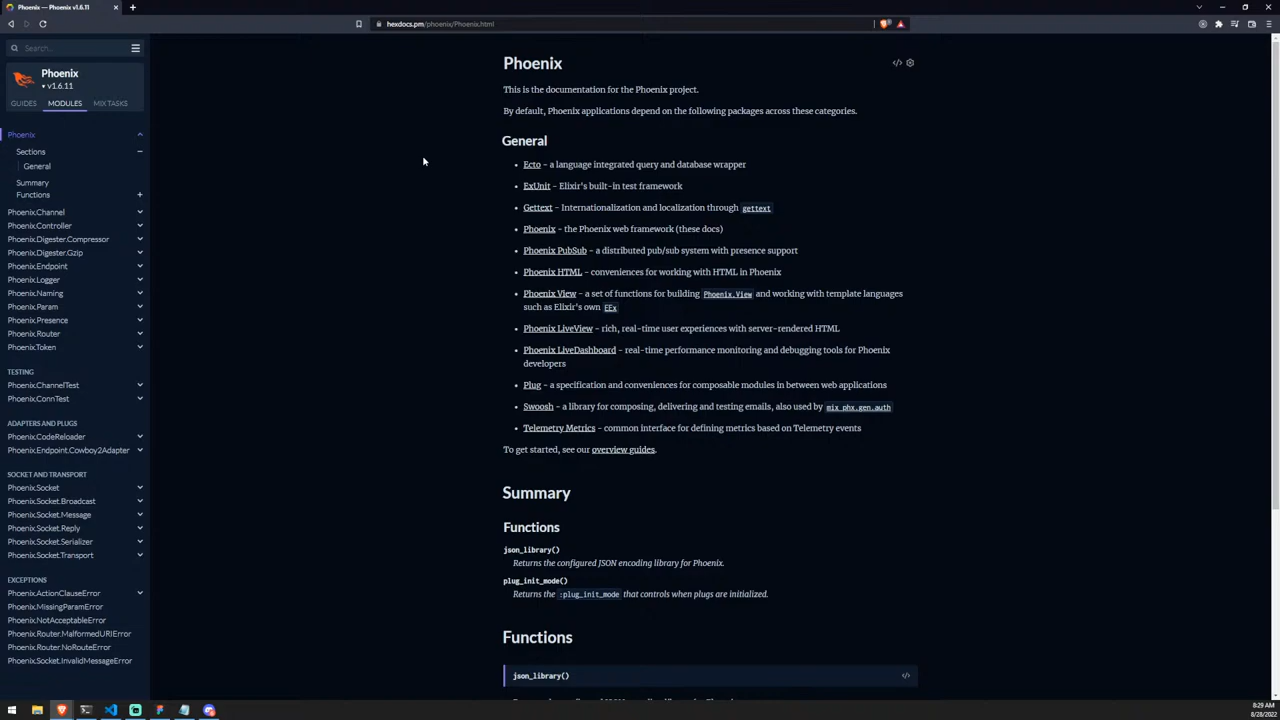 Phoenix — Phoenix v1.6.11
hexdocs.pm/phoenix/Phoenix.html
Search...
Phoenix
v1.6.11
GUIDES MODULES MIX TASKS
Phoenix
Sections
General
Summary
Functions
Phoenix.Channel
Phoenix.Controller
Phoenix.Digester.Compressor
Phoenix.Digester.Gzip
Phoenix.Endpoint
Phoenix.Logger
Phoenix.Naming
Phoenix.Param
Phoenix.Presence
Phoenix.Router
Phoenix.Token
TESTING
Phoenix.ChannelTest
Phoenix.ConnTest
ADAPTERS AND PLUGS
Phoenix.CodeReloader
Phoenix.Endpoint.Cowboy2Adapter
SOCKET AND TRANSPORT
Phoenix.Socket
Phoenix.Socket.Broadcast
Phoenix.Socket.Message
Phoenix.Socket.Reply
Phoenix.Socket.Serializer
Phoenix.Socket.Transport
EXCEPTIONS
Phoenix.ActionClauseError
Phoenix.MissingParamError
Phoenix.NotAcceptableError
Phoenix.Router.MalformedURIError
Phoenix.Router.NoRouteError
Phoenix.Socket.InvalidMessageError
Phoenix
This is the documentation for the Phoenix project.
By default, Phoenix applications depend on the following packages across these categories.
General
• Ecto - a language integrated query and database wrapper
• ExUnit - Elixir's built-in test framework
• Gettext - Internationalization and localization through gettext
• Phoenix - the Phoenix web framework (these docs)
• Phoenix PubSub - a distributed pub/sub system with presence support
• Phoenix HTML - conveniences for working with HTML in Phoenix
• Phoenix View - a set of functions for building Phoenix.View and working with template languages
such as Elixir's own EEx
• Phoenix LiveView - rich, real-time user experiences with server-rendered HTML
• Phoenix LiveDashboard - real-time performance monitoring and debugging tools for Phoenix
developers
• Plug - a specification and conveniences for composable modules in between web applications
• Swoosh - a library for composing, delivering and testing emails, also used by mix phx.gen.auth
• Telemetry Metrics - common interface for defining metrics based on Telemetry events
To get started, see our overview guides.
Summary
Functions
json_library()
Returns the configured JSON encoding library for Phoenix.
plug_init_mode()
Returns the :plug_init_mode that controls when plugs are initialized.
Functions
json_library()
8:29 AM
8/28/2022